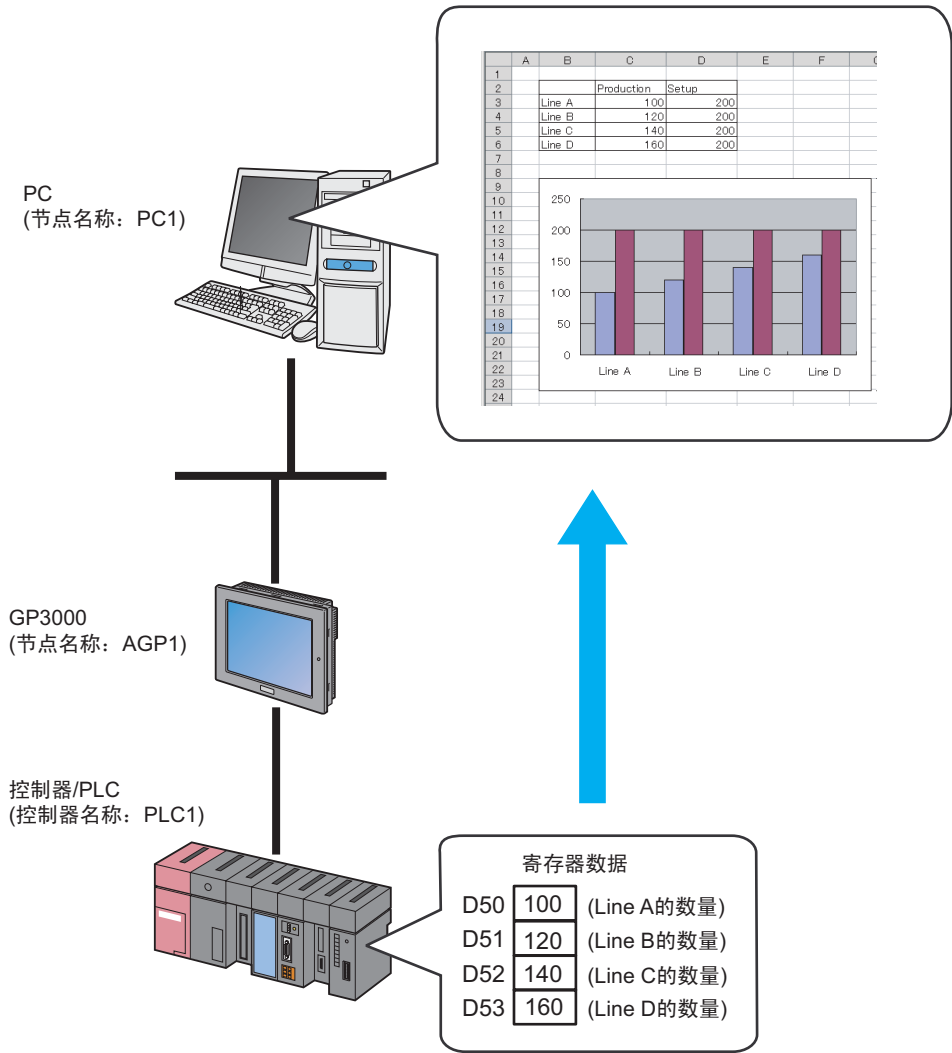 A B C D E F
1
2 Production Setup
3 Line A 100 200
4 Line B 120 200
5 Line C 140 200
6 Line D 160 200
7
8
9
10
11
12
13
14
15
16
17
18
19
20
21
22
23
24
250
200
150
100
50
0
Line A Line B Line C Line D
PC
(节点名称：PC1)
GP3000
(节点名称：AGP1)
控制器/PLC
(控制器名称：PLC1)
寄存器数据
D50 100 (Line A的数量)
D51 120 (Line B的数量)
D52 140 (Line C的数量)
D53 160 (Line D的数量)